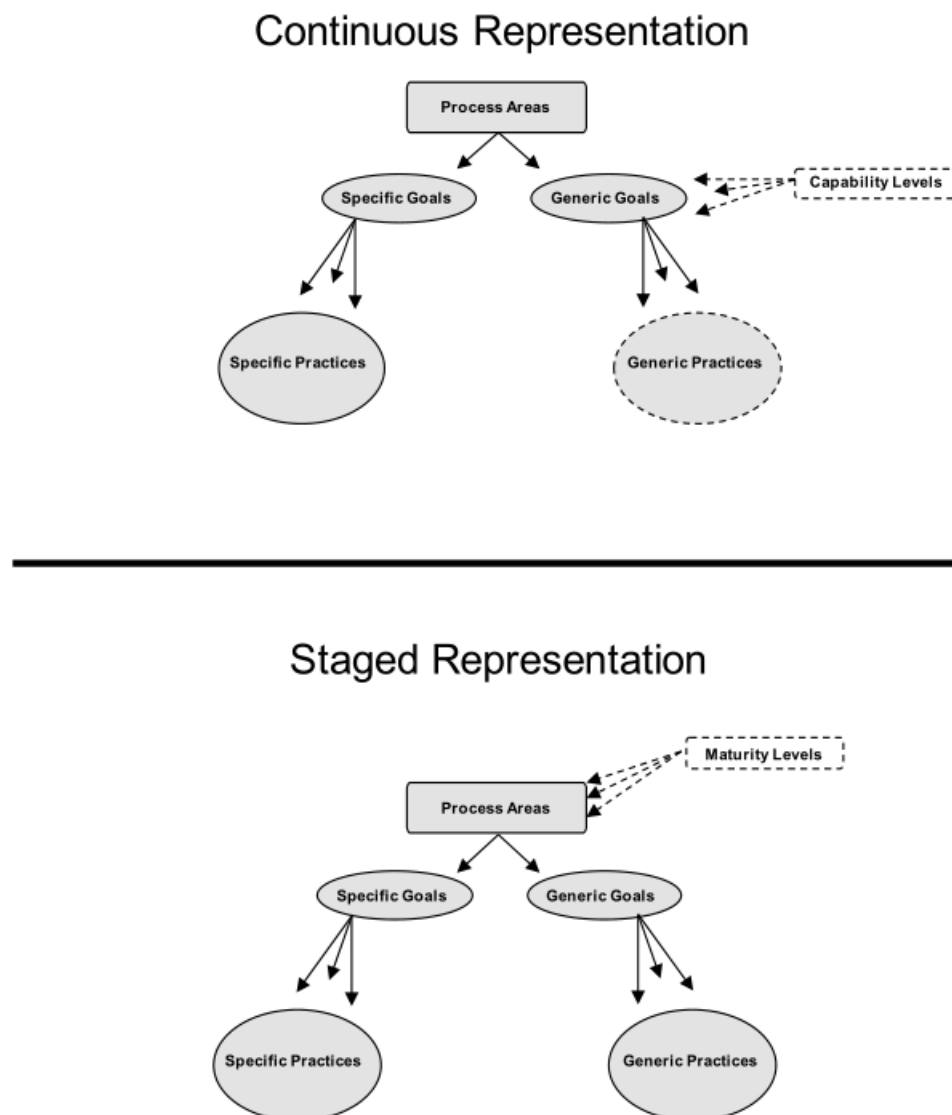 Continuous Representation
Process Areas
Specific Goals
Generic Goals
Capability Levels
Specific Practices
Generic Practices
Staged Representation
Maturity Levels
Process Areas
Specific Goals
Generic Goals
Specific Practices
Generic Practices